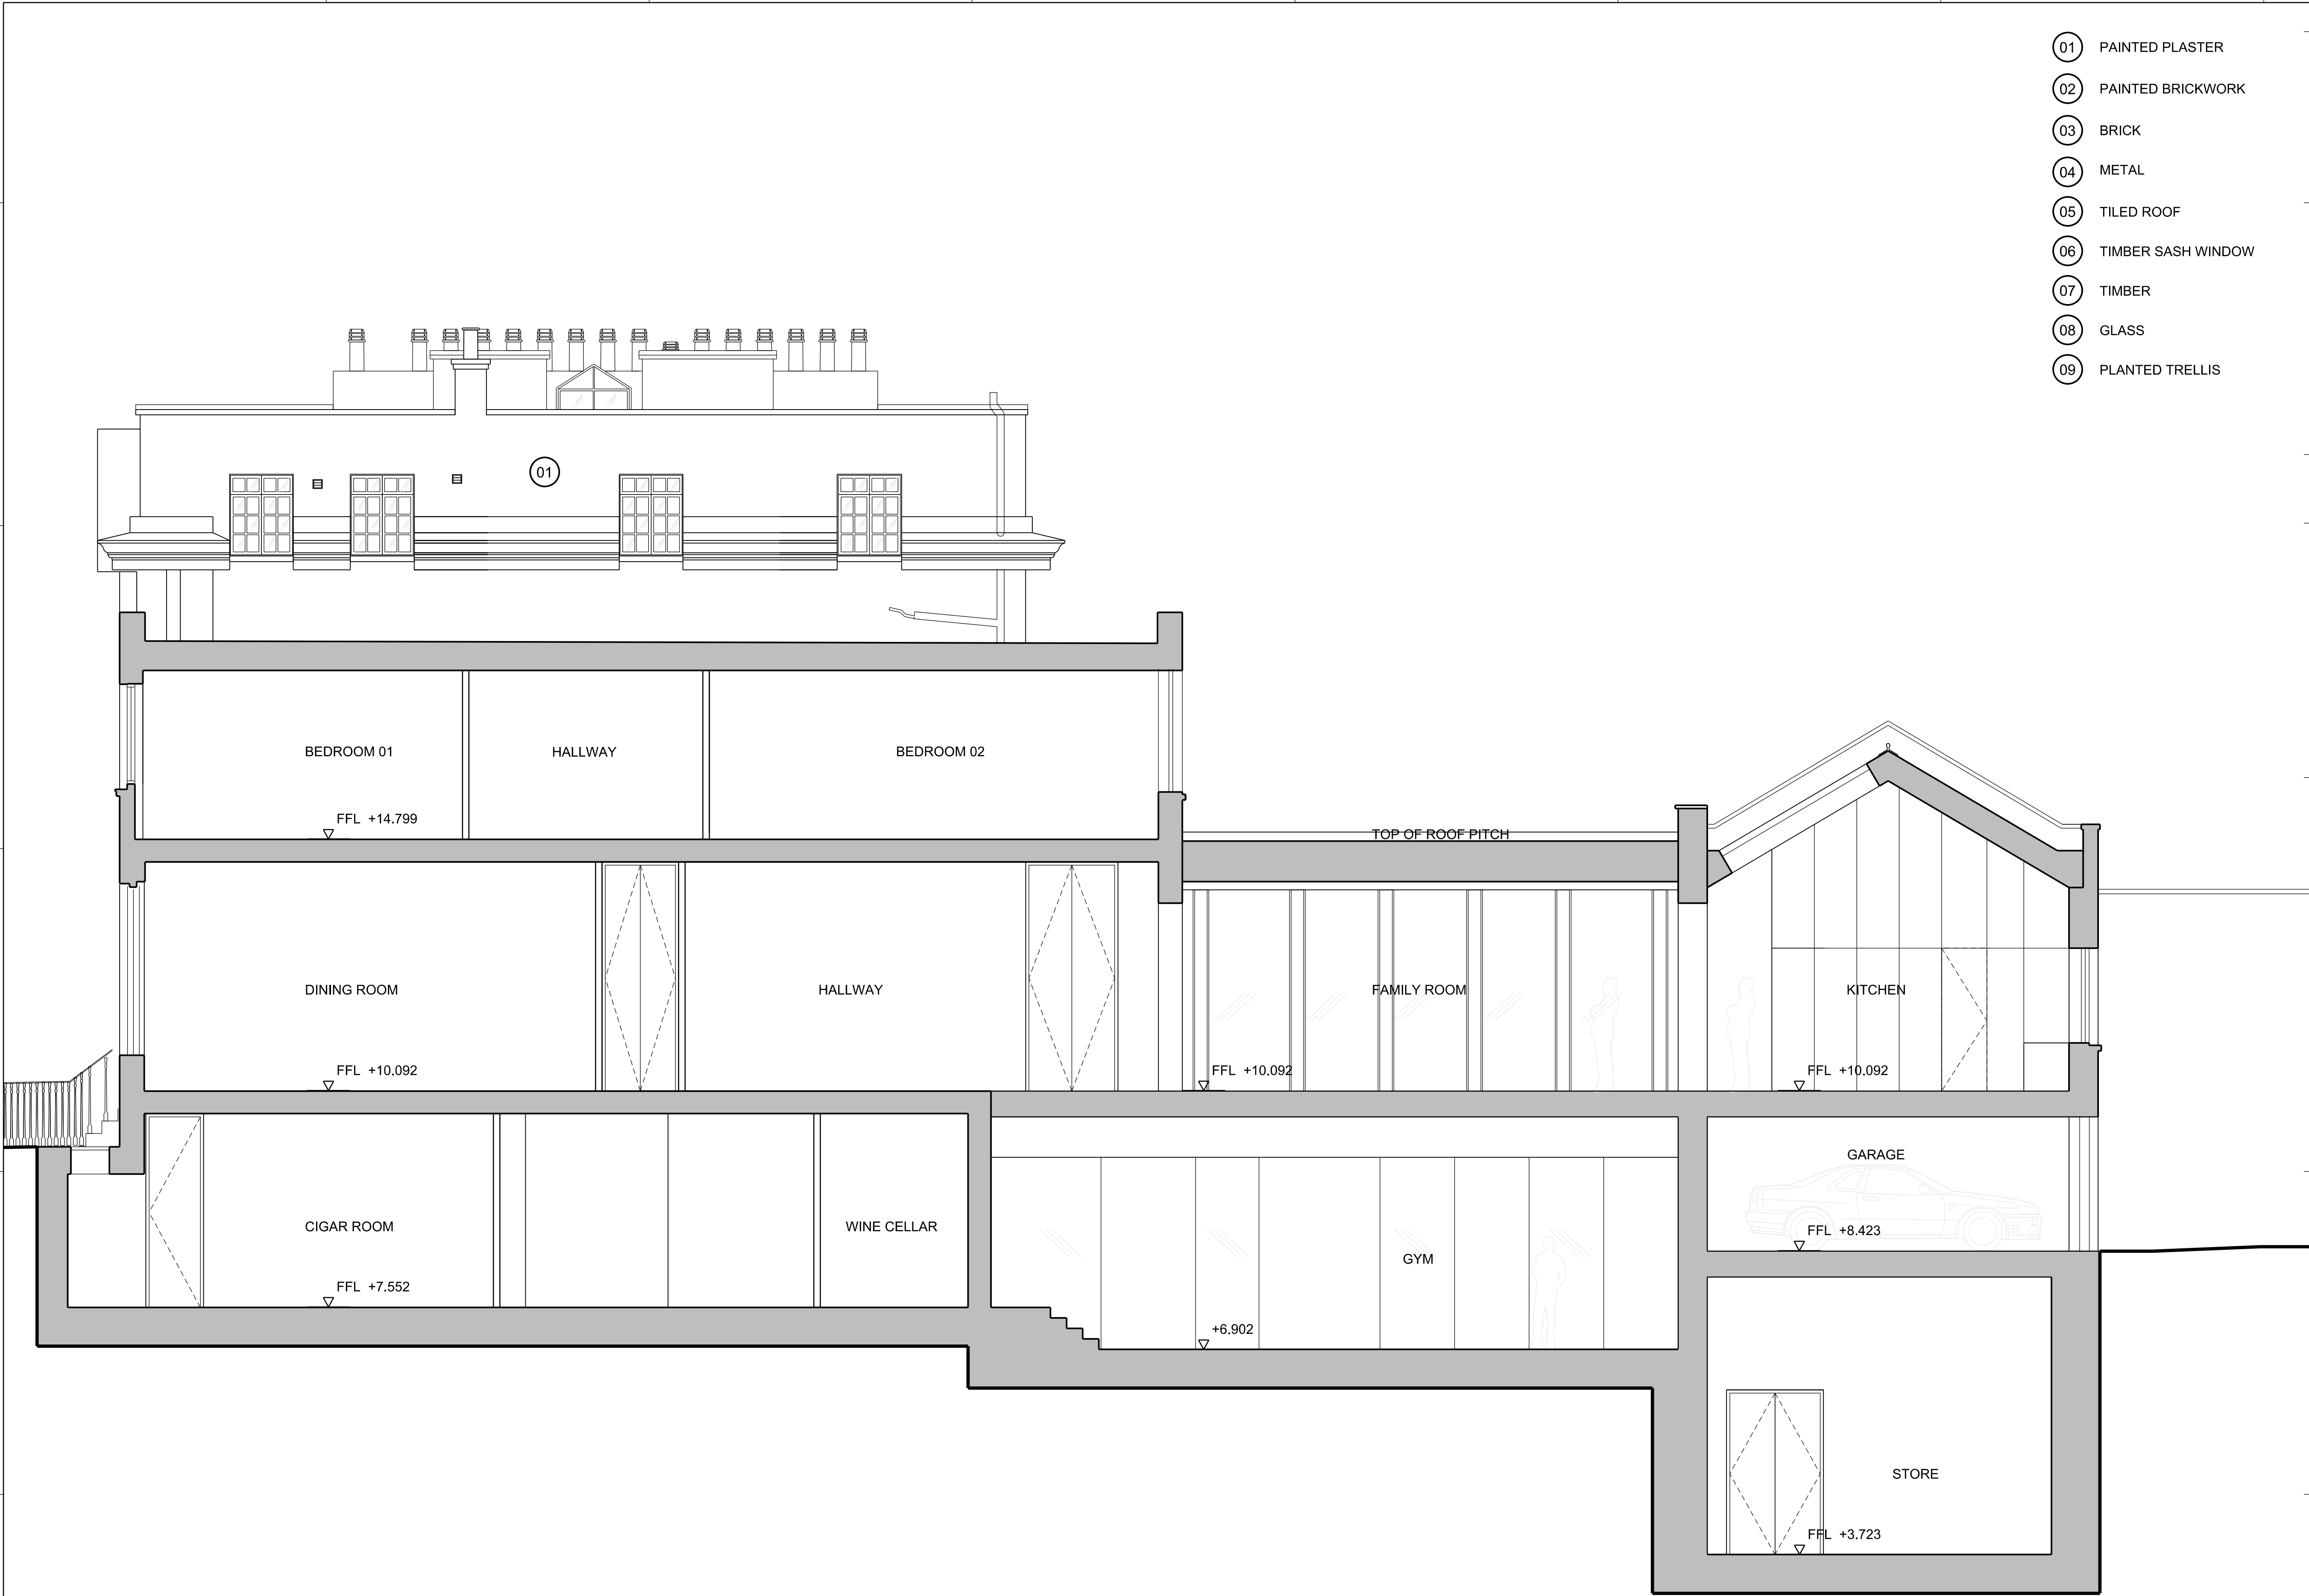 01 PAINTED PLASTER
02 PAINTED BRICKWORK
03 BRICK
04 METAL
05 TILED ROOF
06 TIMBER SASH WINDOW
07 TIMBER
08 GLASS
09 PLANTED TRELLIS
01
BEDROOM 01
HALLWAY
BEDROOM 02
FFL +14.799
TOP OF ROOF PITCH
DINING ROOM
HALLWAY
FAMILY ROOM
KITCHEN
FFL +10.092
FFL +10.092
FFL +10.092
GARAGE
CIGAR ROOM
WINE CELLAR
FFL +8.423
GYM
FFL +7.552
+6.902
STORE
FFL +3.723